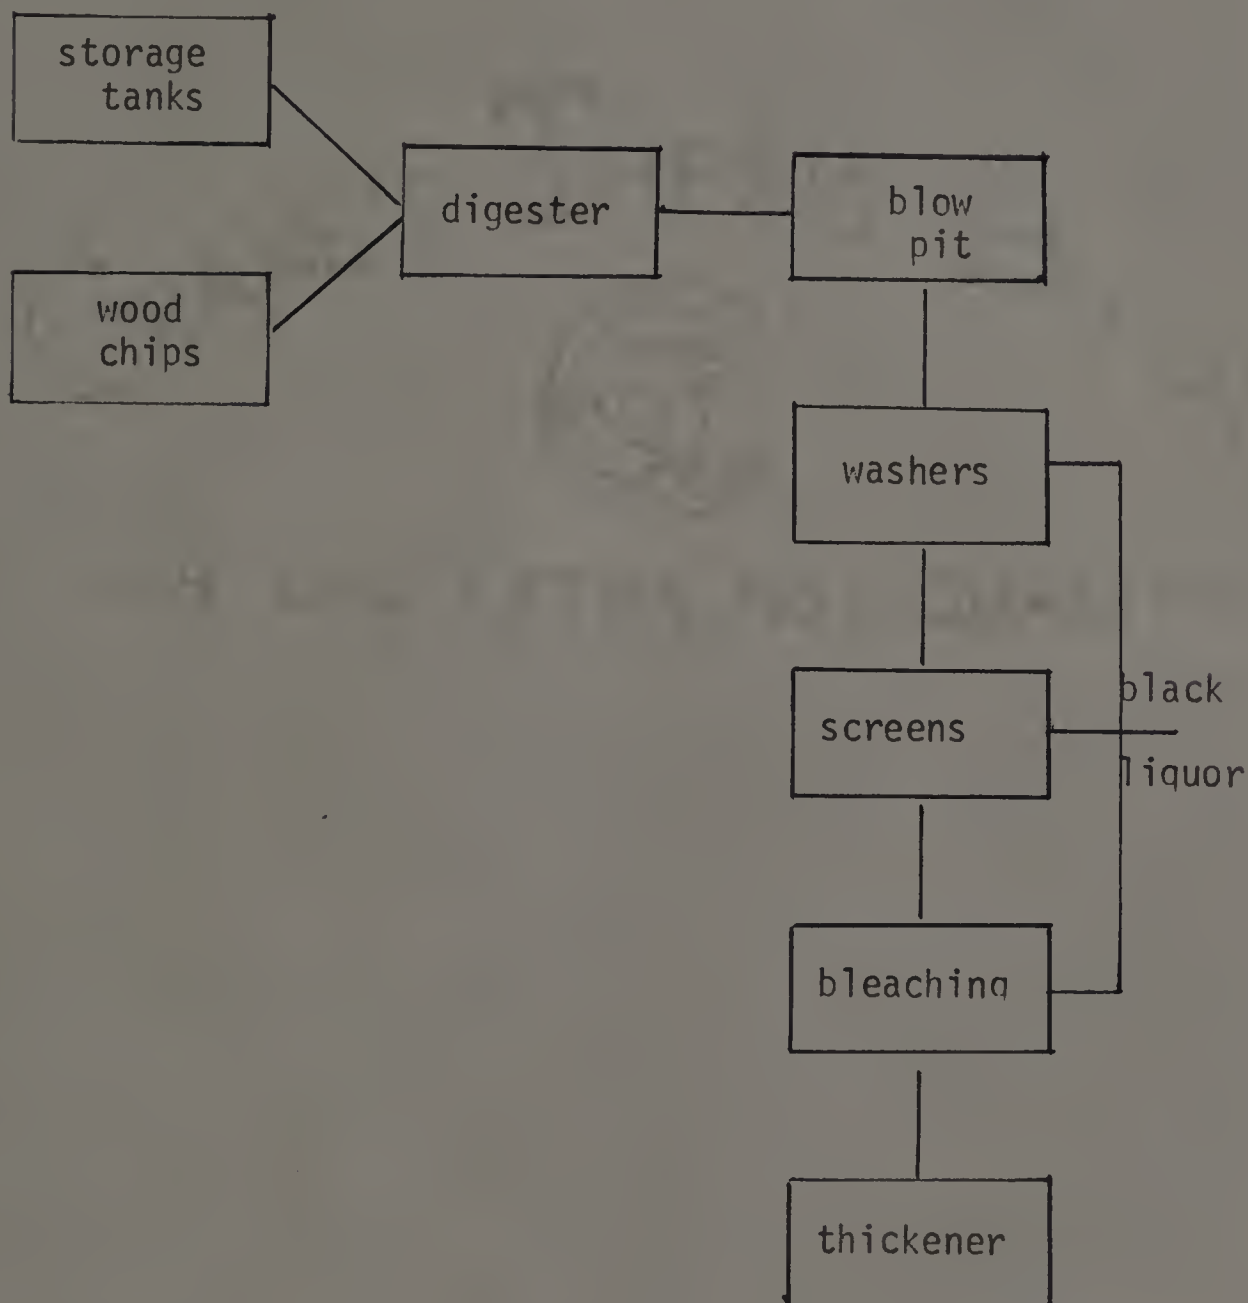 storage
tanks
digester
blow
pit
wood
chips
washers
black
screens
liquor
bleaching
thickener